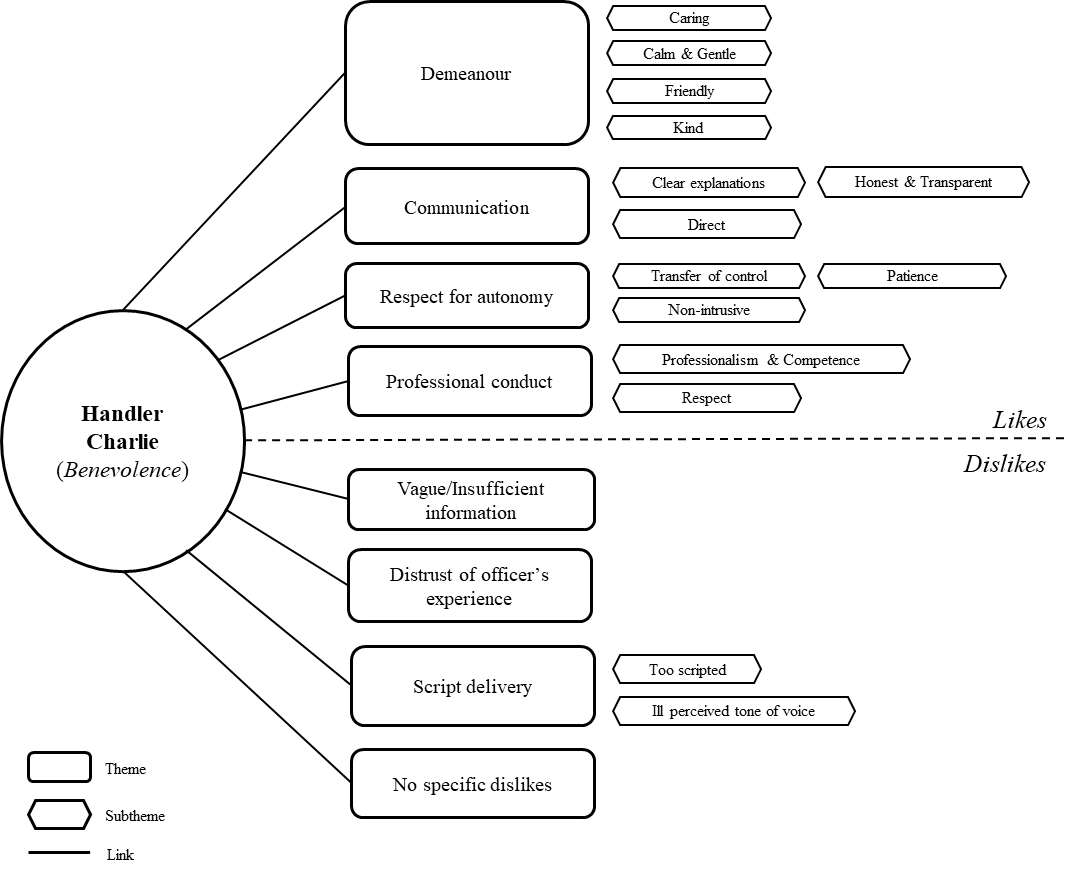 Demeanour
Caring
Calm & Gentle
Friendly
Kind
Communication
Clear explanations
Honest & Transparent
Direct
Respect for autonomy
Transfer of control
Patience
Non-intrusive
Professional conduct
Professionalism & Competence
Respect
Handler
Charlie
(Benevolence)
Likes
Dislikes
Vague/Insufficient
information
Distrust of officer’s
experience
Script delivery
Too scripted
Ill perceived tone of voice
No specific dislikes
Theme
Subtheme
Link